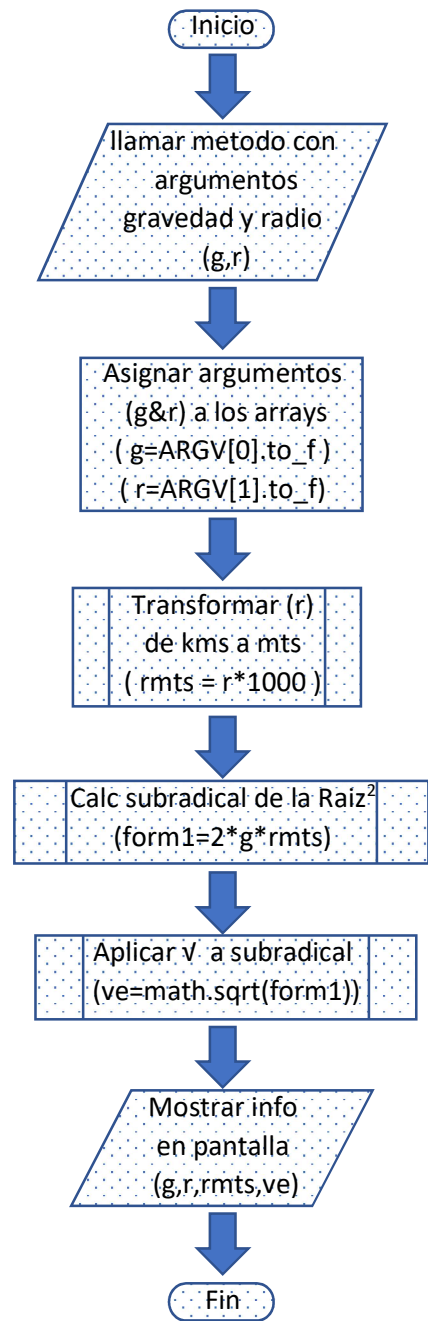 Inicio
llamar metodo con
argumentos
gravedad y radio
(g,r)
Asignar argumentos
(g&r) a los arrays
( g=ARGV[0].to_f )
( r=ARGV[1].to_f)
Transformar (r)
de kms a mts
( rmts = r*1000 )
Calc subradical de la Raíz²
(form1=2*g*rmts)
Aplicar √ a subradical
(ve=math.sqrt(form1))
Mostrar info
en pantalla
(g,r,rmts,ve)
Fin